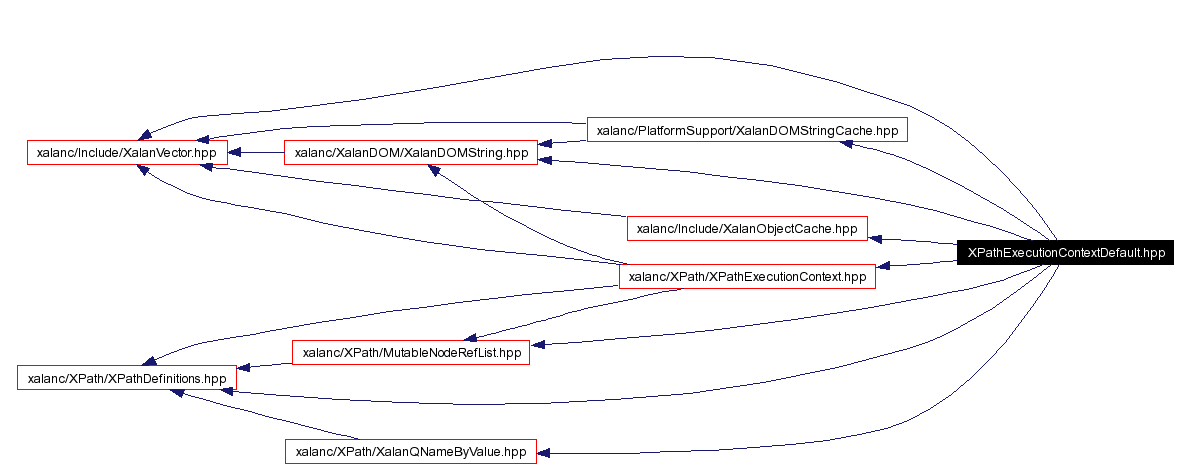 xalanc/PlatformSupport/XalanDOMStringCache.hpp
xalanc/Include/XalanVector.hpp
xalanc/XalanDOM/XalanDOMString.hpp
xalanc/Include/XalanObjectCache.hpp
XPathExecutionContextDefault.hpp
xalanc/XPath/XPathExecutionContext.hpp
xalanc/XPath/MutableNodeRefList.hpp
xalanc/XPath/XPathDefinitions.hpp
xalanc/XPath/XalanQNameByValue.hpp